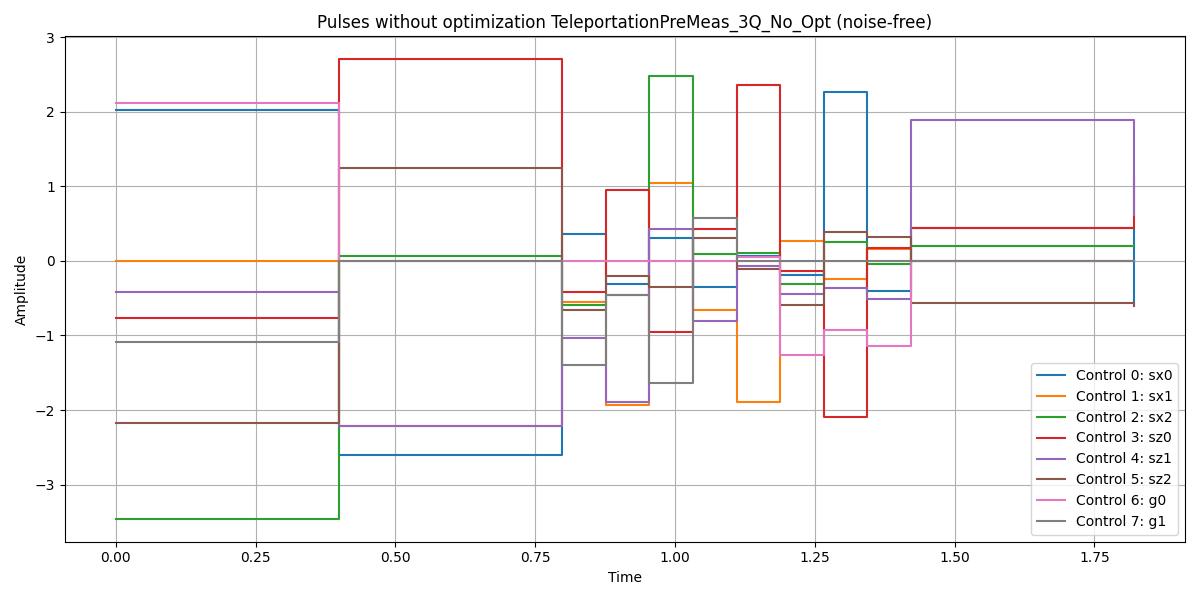 Pulses without optimization TeleportationPreMeas_3Q_No_Opt (noise-free)
3
2
1
0
−1
−2
−3
Amplitude
0.00 0.25 0.50 0.75 1.00 1.25 1.50 1.75
Time
Control 0: sx0
Control 1: sx1
Control 2: sx2
Control 3: sz0
Control 4: sz1
Control 5: sz2
Control 6: g0
Control 7: g1